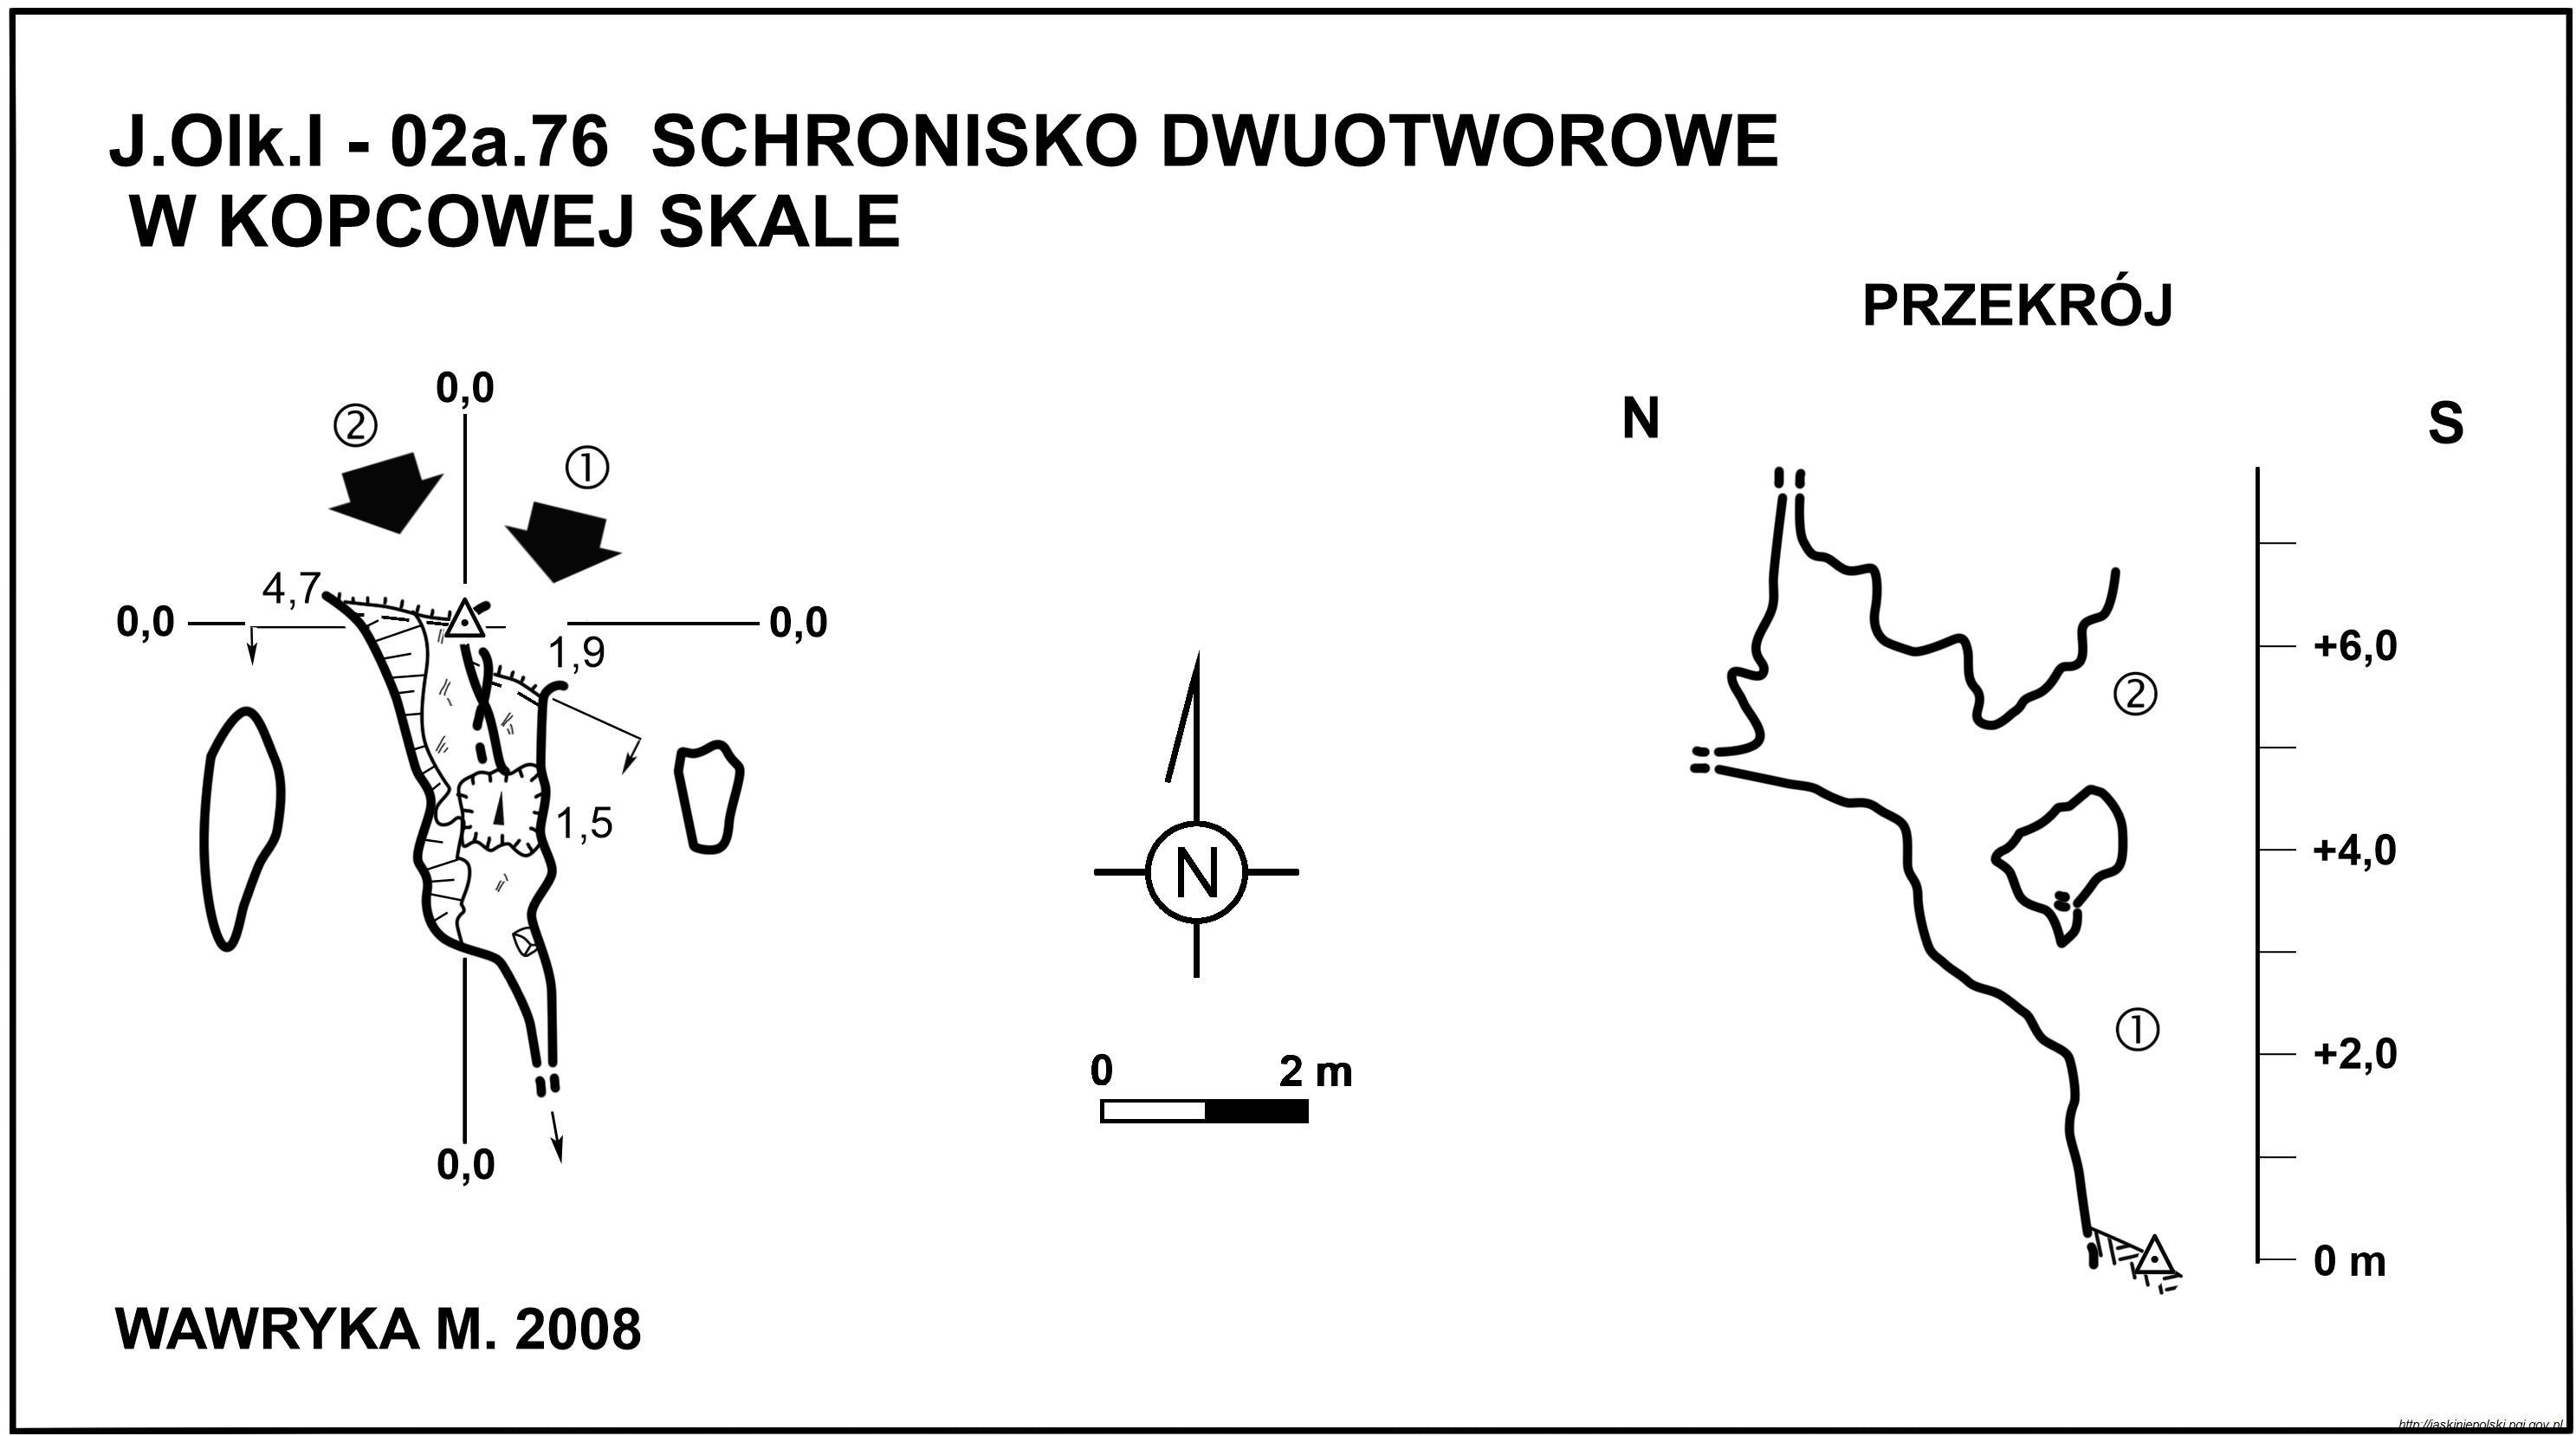 J.Olk.I - 02a.76 SCHRONISKO DWUOTWOROWE
W KOPCOWEJ SKALE
PRZEKRÓJ
N
S
0,0
②
①
4,7
0,0
0,0
1,9
1,5
0,0
N
0 2 m
+6,0
②
+4,0
①
+2,0
0 m
WAWRYKA M. 2008
http://jaskiniepolski.pgi.gov.pl